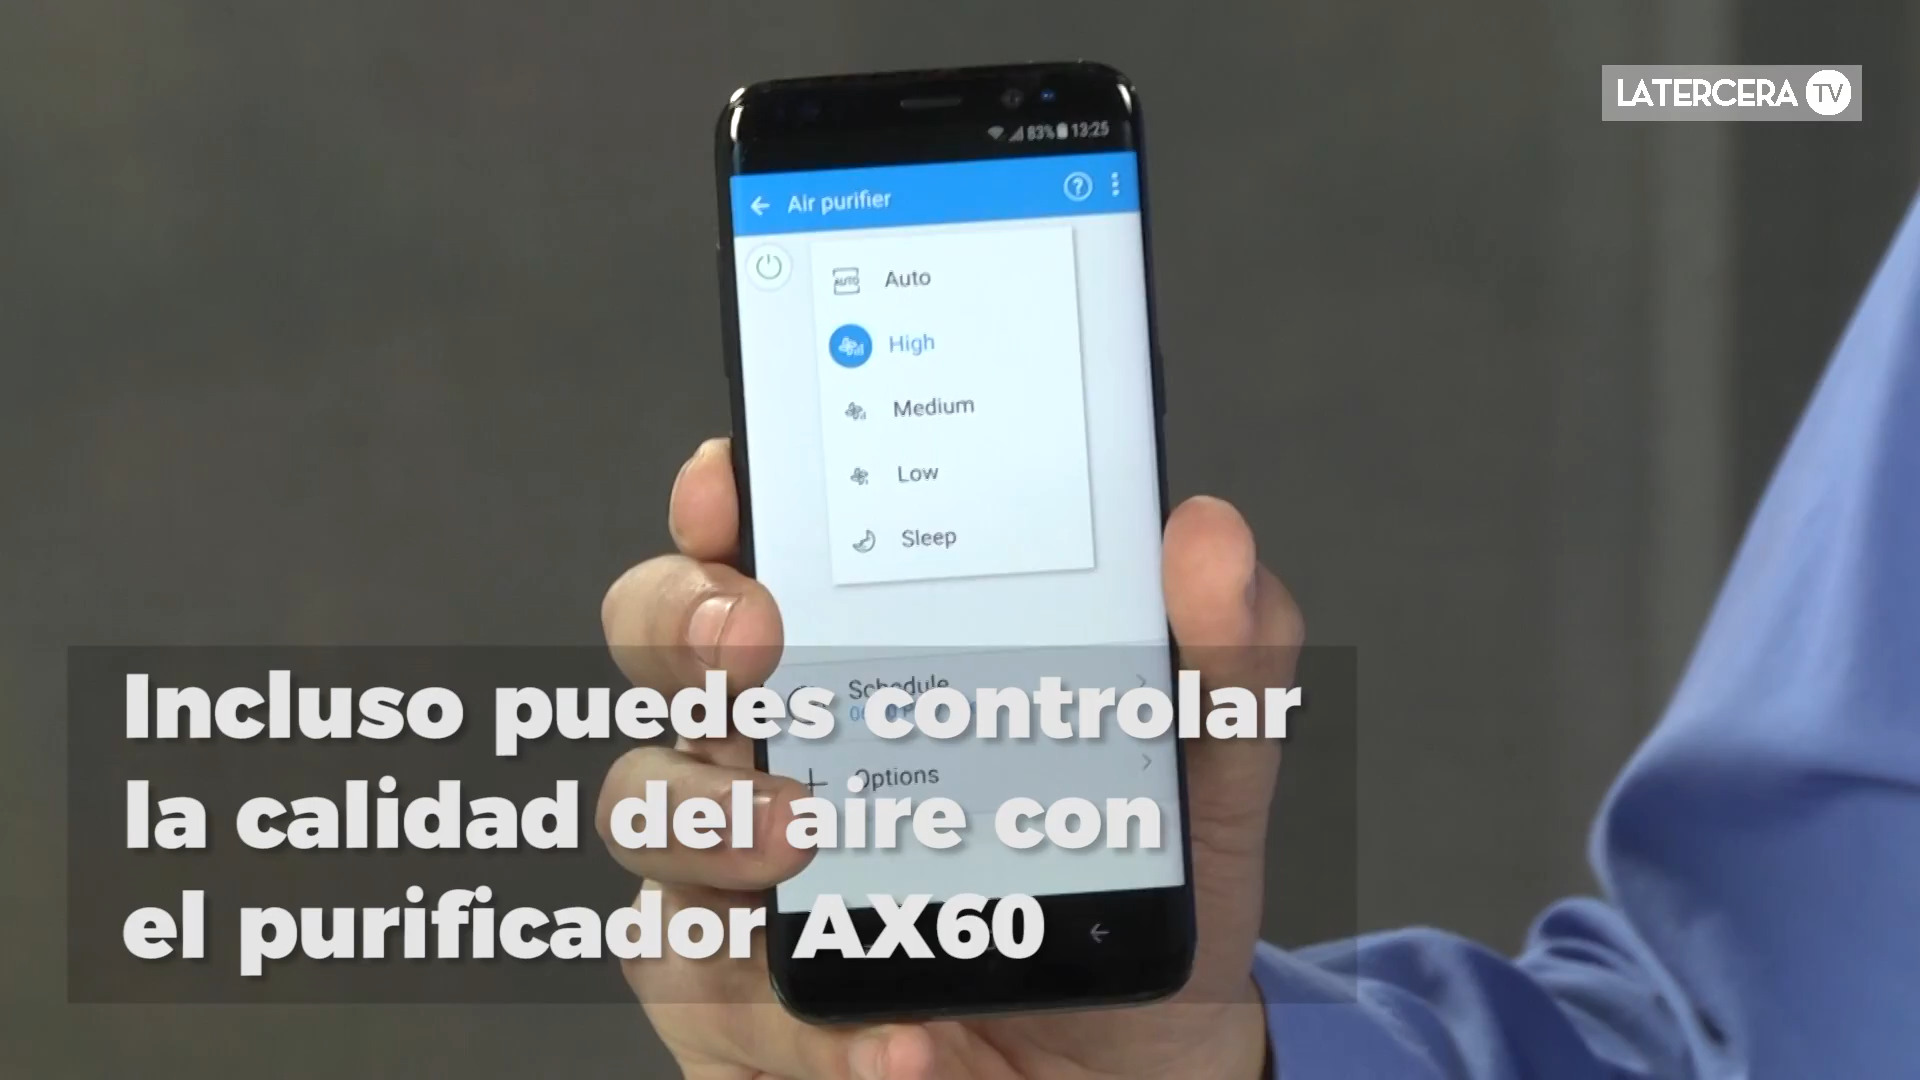 LATERCERA TV
83% 13:25
Air purifier
AUTO Auto
High
Medium
Low
Sleep
Schedule
Options
Incluso puedes controlar
la calidad del aire con
el purificador AX60